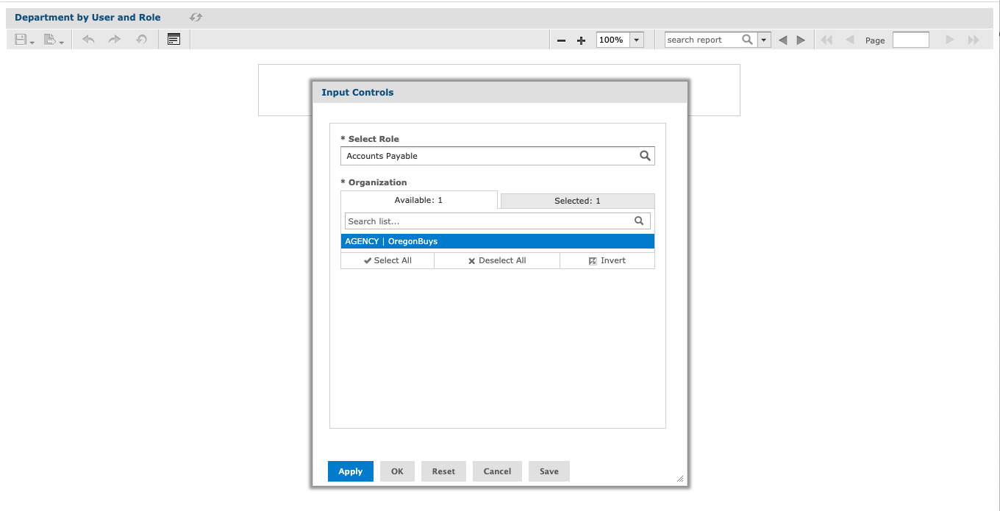 Department by User and Role
100% search report Page
Input Controls
* Select Role
Accounts Payable
* Organization
Available: 1 Selected: 1
Search list...
AGENCY | OregonBuys
Select All Deselect All Invert
Apply OK Reset Cancel Save